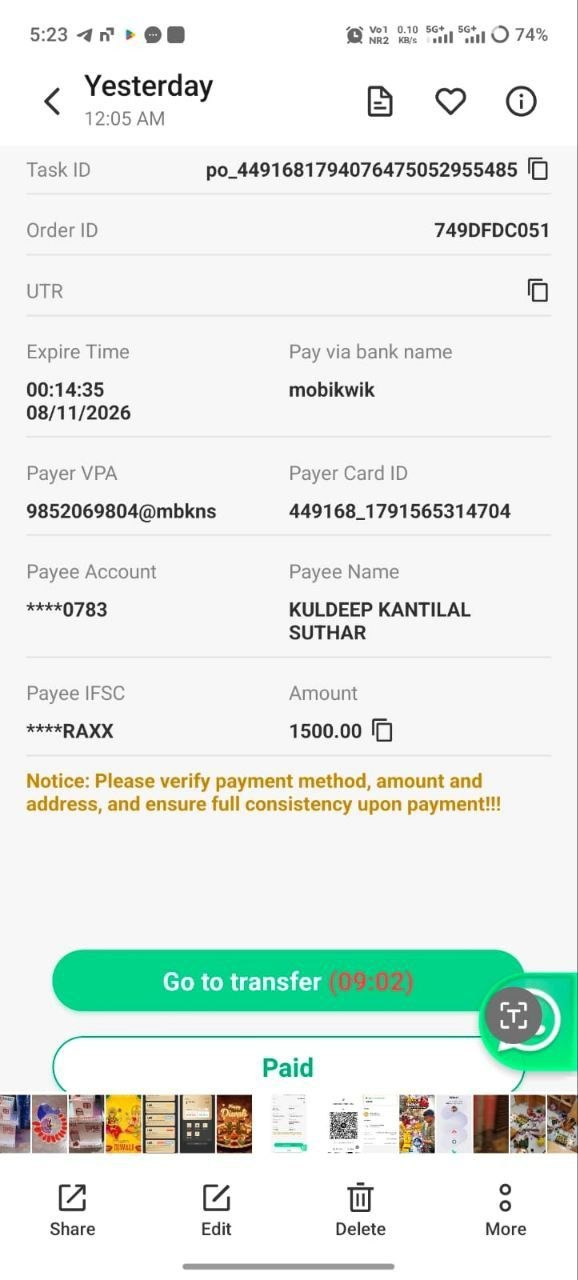 5:23
Vo1 NR2 0.10 KB/s 5G+ 5G+ 74%
Yesterday
12:05 AM
Task ID po_4491681794076475052955485
Order ID 749DFDC051
UTR
Expire Time Pay via bank name
00:14:35 mobikwik
08/11/2026
Payer VPA Payer Card ID
9852069804@mbkns 449168_1791565314704
Payee Account Payee Name
****0783 KULDEEP KANTILAL
SUTHAR
Payee IFSC Amount
****RAXX 1500.00
Notice: Please verify payment method, amount and
address, and ensure full consistency upon payment!!!
Go to transfer (09:02)
T
Paid
Share Edit Delete More